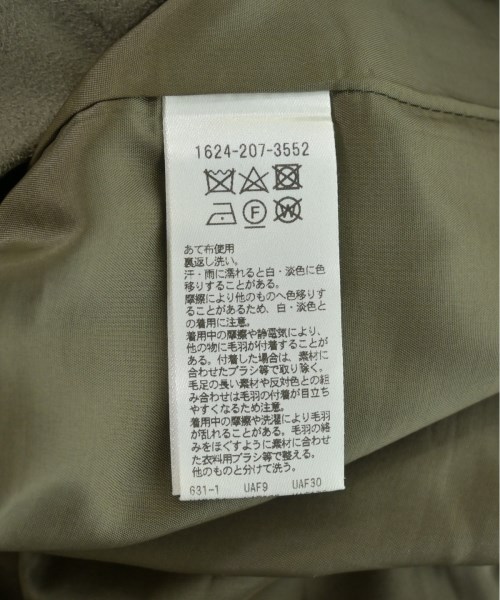 1624-207-3552
F W
あて布使用
裏返し洗い。
汗・雨に濡れると白・淡色に色
移りすることがある。
摩擦により他のものへ色移りす
ることがあるため、白・淡色と
の着用に注意。
着用中の摩擦や静電気により、
他の物に毛羽が付着することが
ある。付着した場合は、素材に
合わせたブラシ等で取り除く。
毛足の長い素材や反対色との組
み合わせは毛羽の付着が目立ち
やすくなるため注意。
着用中の摩擦や洗濯により毛羽
が乱れることがある。毛羽の絡
みをほぐすように素材に合わせ
た衣料用ブラシ等で整える。
他のものと分けて洗う。
631-1 UAF9 UAF30